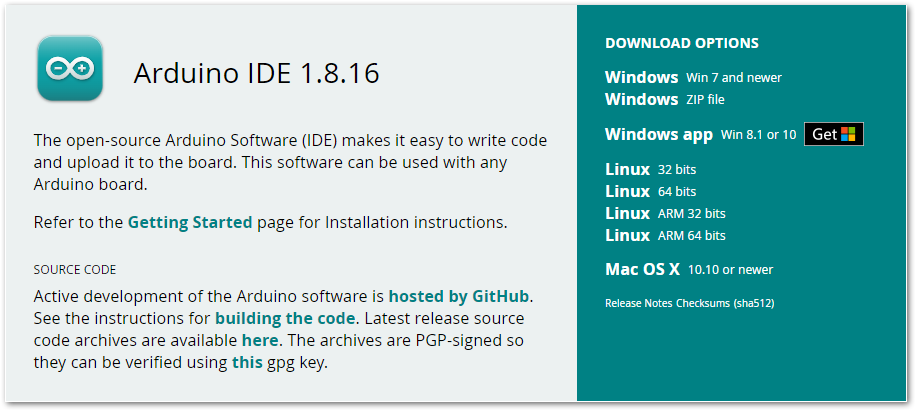 Arduino IDE 1.8.16
The open-source Arduino Software (IDE) makes it easy to write code
and upload it to the board. This software can be used with any
Arduino board.
Refer to the Getting Started page for Installation instructions.
SOURCE CODE
Active development of the Arduino software is hosted by GitHub.
See the instructions for building the code. Latest release source
code archives are available here. The archives are PGP-signed so
they can be verified using this gpg key.
DOWNLOAD OPTIONS
Windows Win 7 and newer
Windows ZIP file
Windows app Win 8.1 or 10 Get
Linux 32 bits
Linux 64 bits
Linux ARM 32 bits
Linux ARM 64 bits
Mac OS X 10.10 or newer
Release Notes Checksums (sha512)